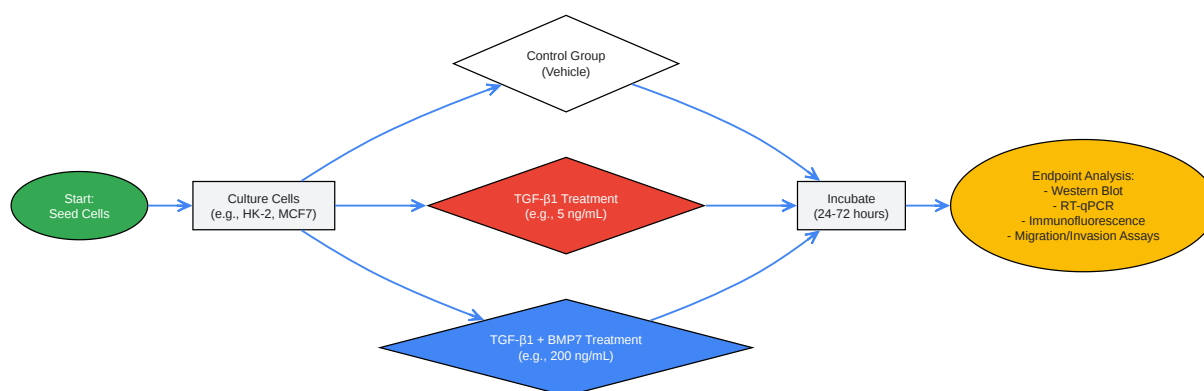 Start:
Seed Cells
Culture Cells
(e.g., HK-2, MCF7)
Control Group
(Vehicle)
TGF-β1 Treatment
(e.g., 5 ng/mL)
TGF-β1 + BMP7 Treatment
(e.g., 200 ng/mL)
Incubate
(24-72 hours)
Endpoint Analysis:
- Western Blot
- RT-qPCR
- Immunofluorescence
- Migration/Invasion Assays